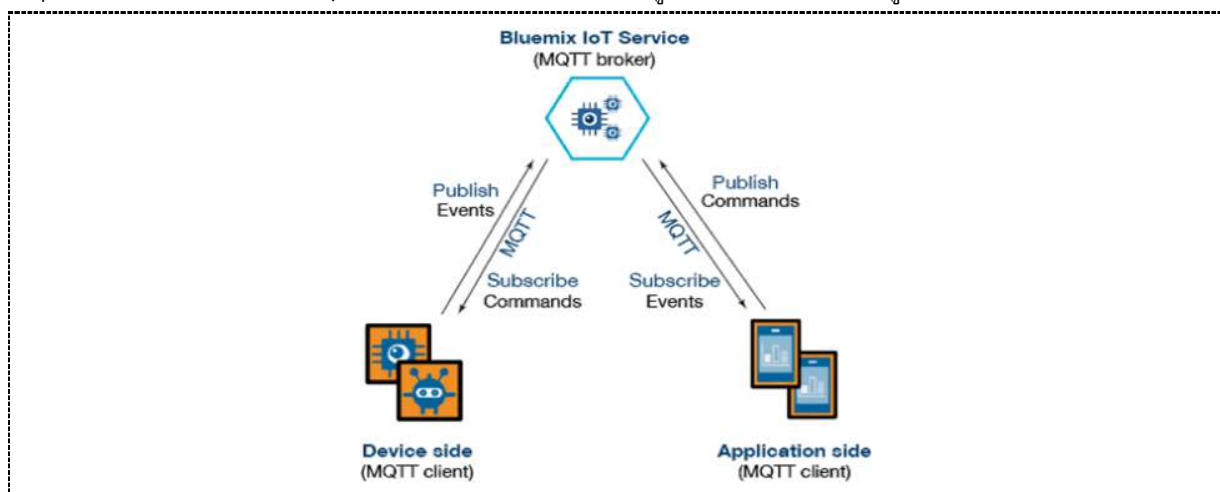 Bluemix IoT Service
(MQTT broker)
Publish
Events
MQTT
Subscribe
Commands
Publish
Commands
MQTT
Subscribe
Events
Device side
(MQTT client)
Application side
(MQTT client)